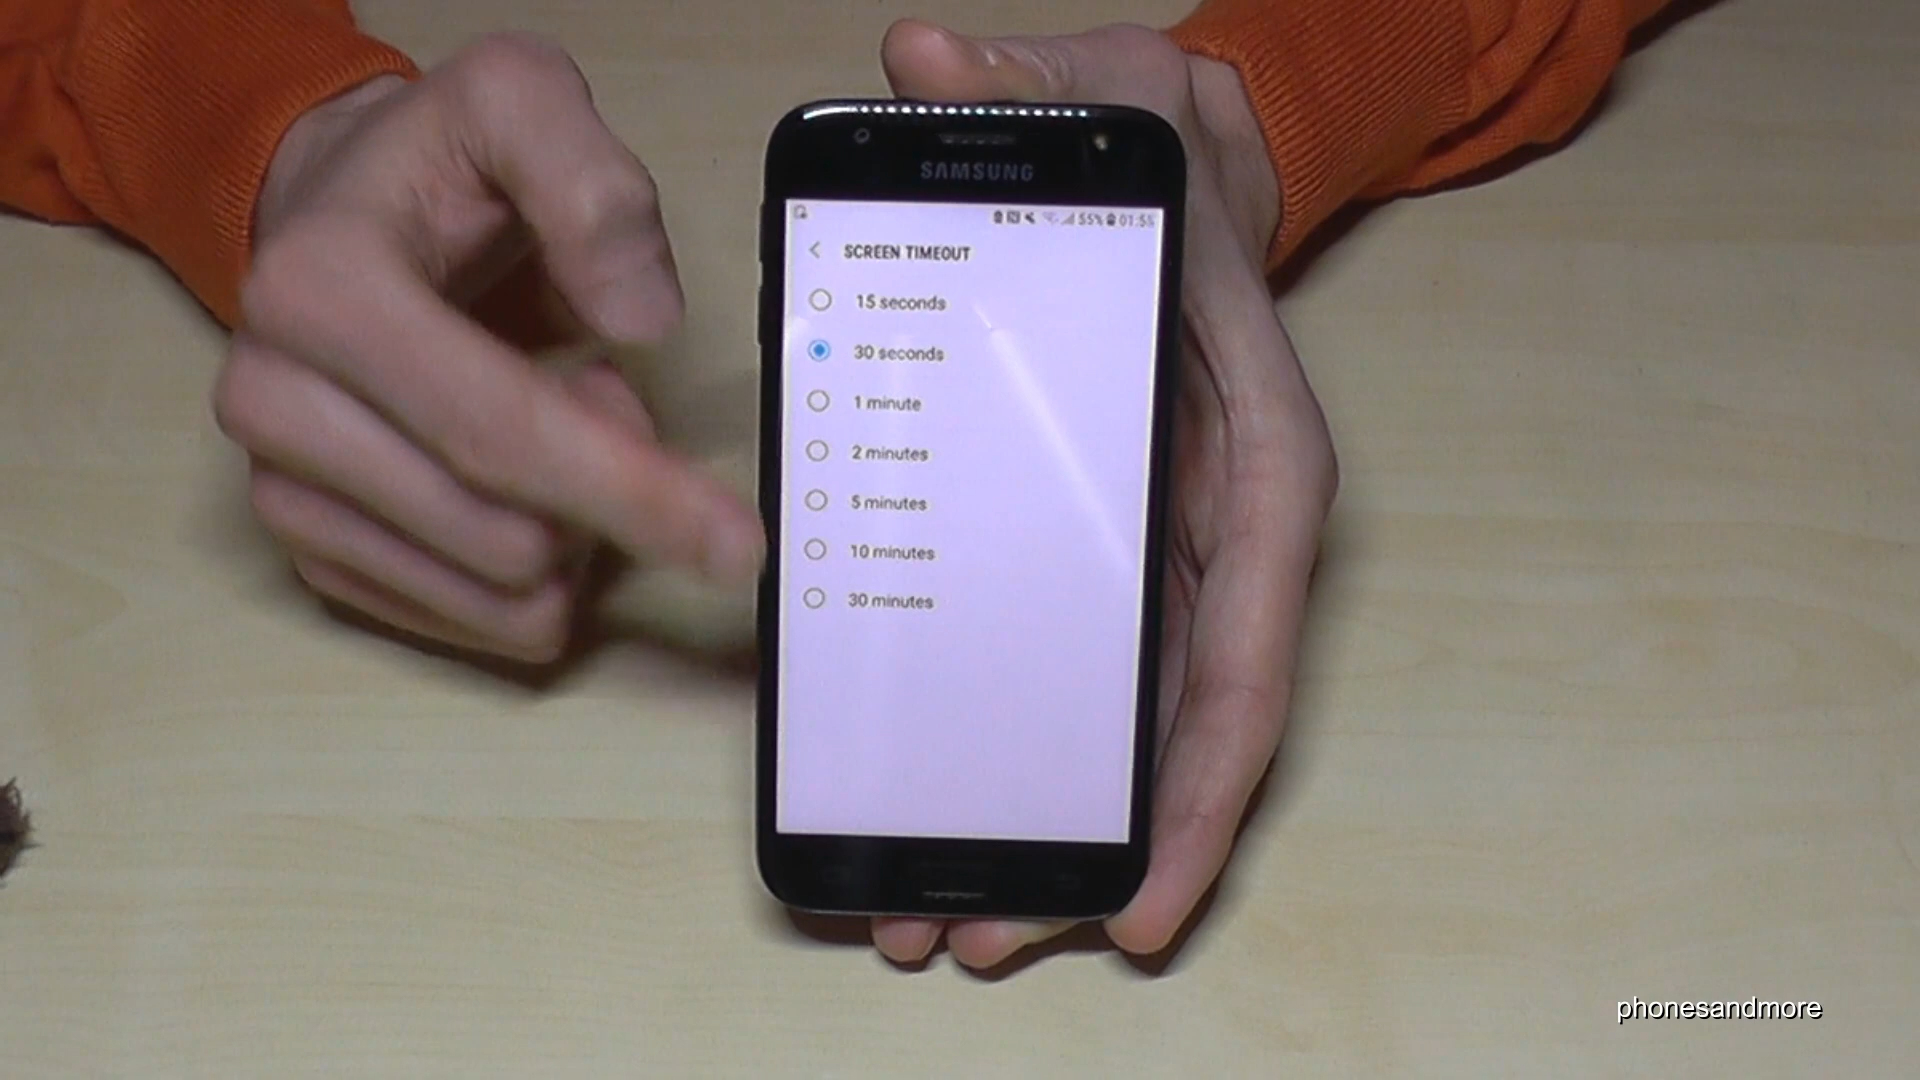 SAMSUNG
55% 01:55
SCREEN TIMEOUT
15 seconds
30 seconds
1 minute
2 minutes
5 minutes
10 minutes
30 minutes
phonesandmore